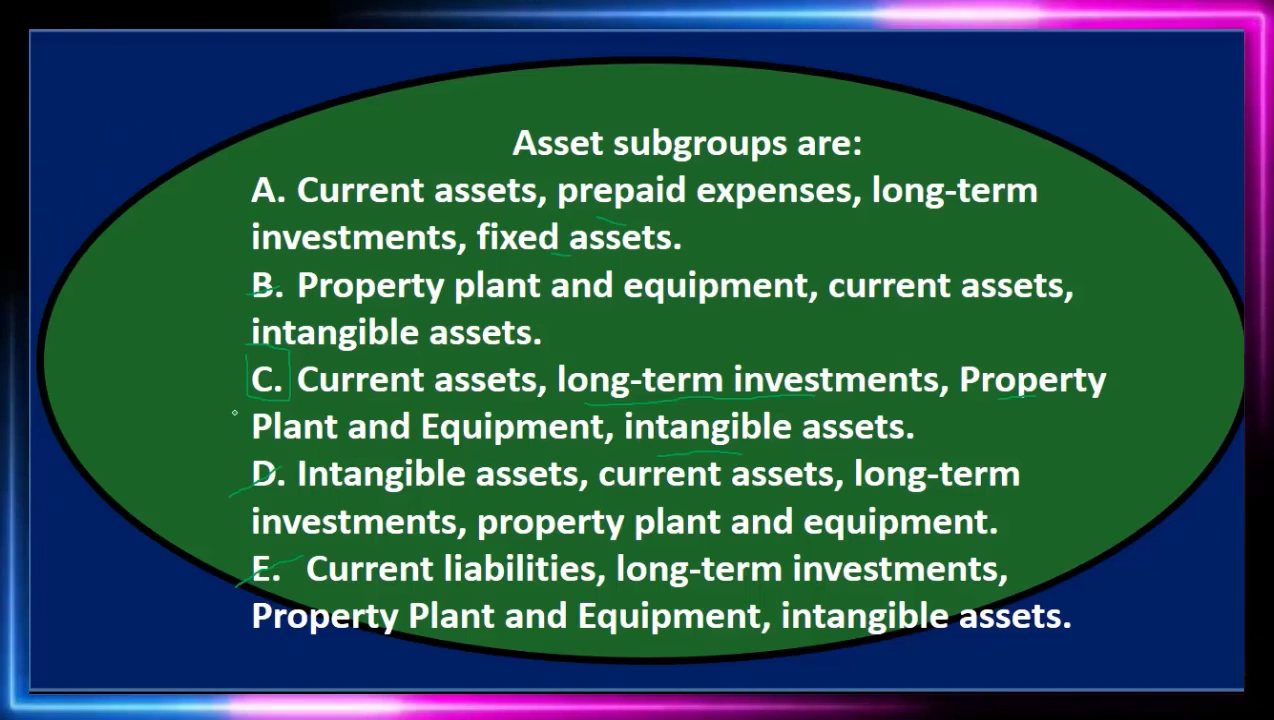 Asset subgroups are:
A. Current assets, prepaid expenses, long-term
investments, fixed assets.
B. Property plant and equipment, current assets,
intangible assets.
C. Current assets, long-term investments, Property
Plant and Equipment, intangible assets.
D. Intangible assets, current assets, long-term
investments, property plant and equipment.
E. Current liabilities, long-term investments,
Property Plant and Equipment, intangible assets.